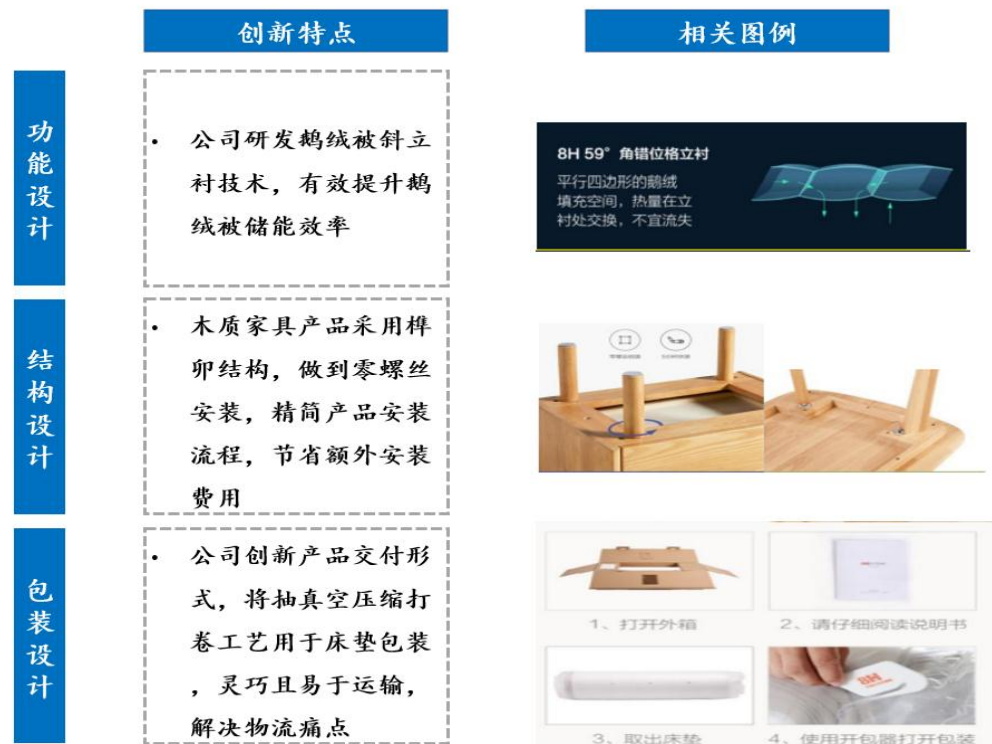 创新特点
相关图例
功能设计
• 公司研发鹅绒被斜立
衬技术，有效提升鹅
绒被储能效率
8H 59° 角错位格立衬
平行四边形的鹅绒
填充空间，热量在立
衬处交换，不宜流失
结构设计
• 木质家具产品采用榫
卯结构，做到零螺丝
安装，精简产品安装
流程，节省额外安装
费用
包装设计
• 公司创新产品交付形
式，将抽真空压缩打
卷工艺用于床垫包装
，灵巧且易于运输，
解决物流痛点
1、打开外箱
2、请仔细阅读说明书
8H
3、取出床垫
4、使用开包器打开包装